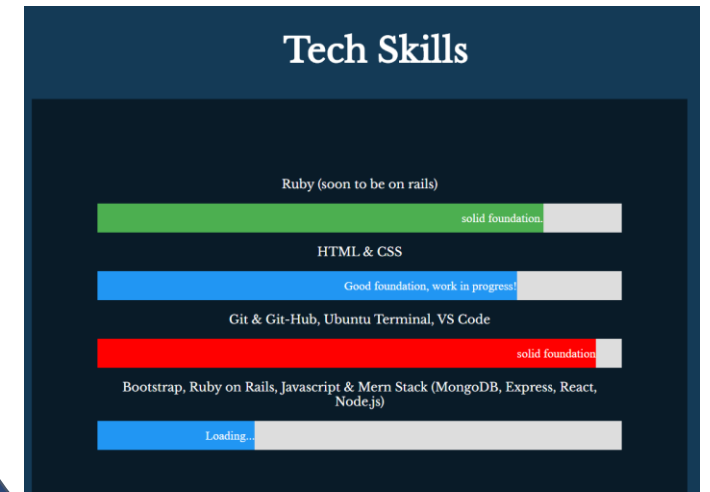 Tech Skills
Ruby (soon to be on rails)
solid foundation.
HTML & CSS
Good foundation, work in progress!
Git & Git-Hub, Ubuntu Terminal, VS Code
solid foundation
Bootstrap, Ruby on Rails, Javascript & Mern Stack (MongoDB, Express, React,
Node.js)
Loading...